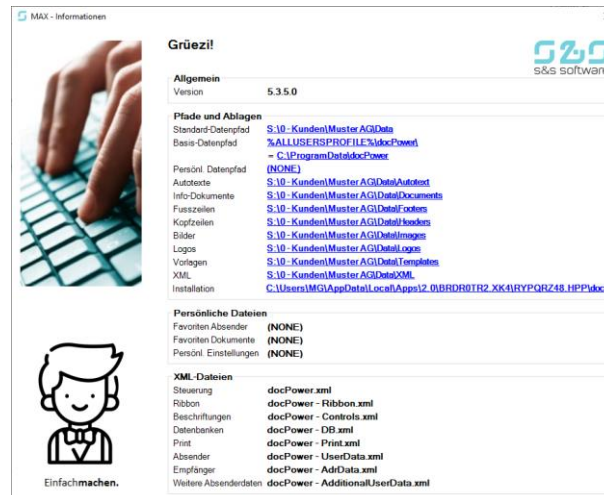 MAX - Informationen
Grüezi!
S&S
s&s software
Allgemein
Version 5.3.5.0
Pfade und Ablagen
Standard-Datenpfad S:\0 - Kunden\Muster AG\Data
Basis-Datenpfad %ALLUSERSPROFILE%\docPower\
= C:\ProgramData\docPower
Persönl. Datenpfad (NONE)
Autotexte S:\0 - Kunden\Muster AG\Data\Autotext
Info-Dokumente S:\0 - Kunden\Muster AG\Data\Documents
Fusszeilen S:\0 - Kunden\Muster AG\Data\Footers
Kopfzeilen S:\0 - Kunden\Muster AG\Data\Headers
Bilder S:\0 - Kunden\Muster AG\Data\Images
Logos S:\0 - Kunden\Muster AG\Data\Logos
Vorlagen S:\0 - Kunden\Muster AG\Data\Templates
XML S:\0 - Kunden\Muster AG\Data\XML
Installation C:\Users\MG\AppData\Local\Apps\2.0\BRDR0TR2.XK4\RYPQRZ48.HPP\doc
Persönliche Dateien
Favoriten Absender (NONE)
Favoriten Dokumente (NONE)
Persönl. Einstellungen (NONE)
XML-Dateien
Steuerung docPower.xml
Ribbon docPower - Ribbon.xml
Beschriftungen docPower - Controls.xml
Datenbanken docPower - DB.xml
Print docPower - Print.xml
Absender docPower - UserData.xml
Empfänger docPower - AdrData.xml
Weitere Absenderdaten docPower - AdditionalUserData.xml
Einfachmachen.